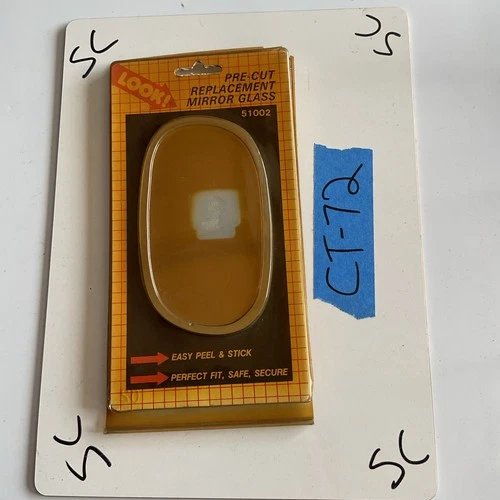 SC
SC
LOOK!
PRE-CUT
REPLACEMENT
MIRROR GLASS
51002
CT-72
EASY PEEL & STICK
PERFECT FIT, SAFE, SECURE
SC
SC